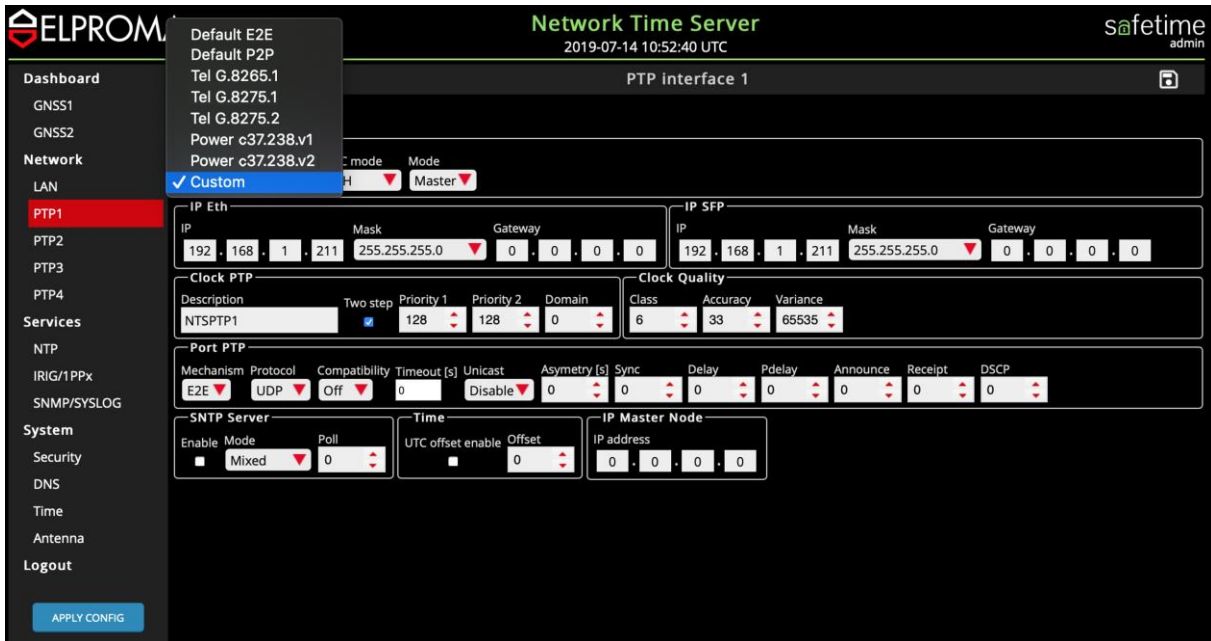 ELPROMA
Network Time Server
2019-07-14 10:52:40 UTC
safetime
admin
Default E2E
Default P2P
Tel G.8265.1
Tel G.8275.1
Tel G.8275.2
Power c37.238.v1
Power c37.238.v2
✓ Custom
Dashboard
GNSS1
GNSS2
Network
LAN
PTP1
PTP2
PTP3
PTP4
Services
NTP
IRIG/1PPx
SNMP/SYSLOG
System
Security
DNS
Time
Antenna
Logout
APPLY CONFIG
PTP interface 1
C mode Mode
H Master
IP Eth
IP Mask Gateway
192 . 168 . 1 . 211 255.255.255.0 0 . 0 . 0 . 0
IP SFP
IP Mask Gateway
192 . 168 . 1 . 211 255.255.255.0 0 . 0 . 0 . 0
Clock PTP
Description Two step Priority 1 Priority 2 Domain
NTSPTP1 128 128 0
Clock Quality
Class Accuracy Variance
6 33 65535
Port PTP
Mechanism Protocol Compatibility Timeout [s] Unicast Asymetry [s] Sync Delay Pdelay Announce Receipt DSCP
E2E UDP Off 0 Disable 0 0 0 0 0 0 0
SNTP Server
Enable Mode Poll
Mixed 0
Time
UTC offset enable Offset
0
IP Master Node
IP address
0 . 0 . 0 . 0